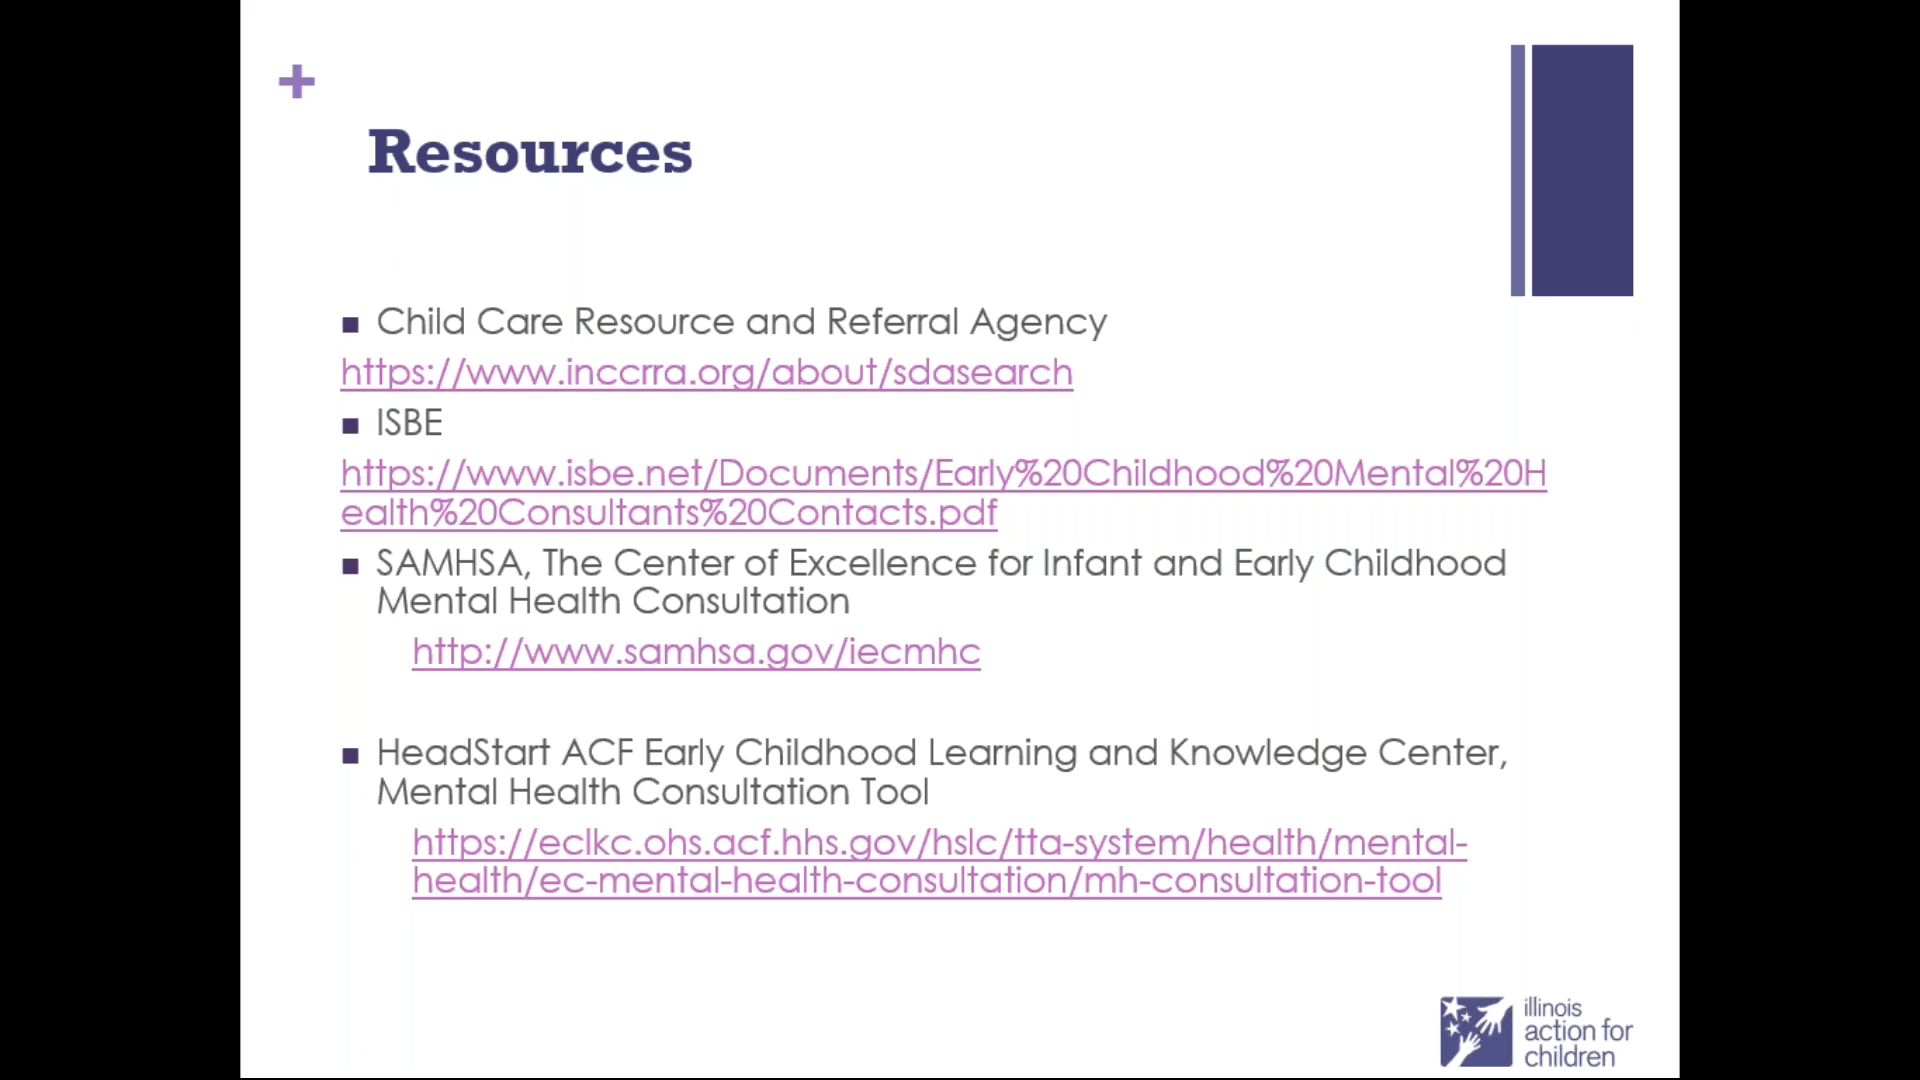 +
Resources
■ Child Care Resource and Referral Agency
https://www.inccrra.org/about/sdasearch
■ ISBE
https://www.isbe.net/Documents/Early%20Childhood%20Mental%20H
ealth%20Consultants%20Contacts.pdf
■ SAMHSA, The Center of Excellence for Infant and Early Childhood
Mental Health Consultation
http://www.samhsa.gov/iecmhc
■ HeadStart ACF Early Childhood Learning and Knowledge Center,
Mental Health Consultation Tool
https://eclkc.ohs.acf.hhs.gov/hslc/tta-system/health/mental-
health/ec-mental-health-consultation/mh-consultation-tool
illinois
action for
children